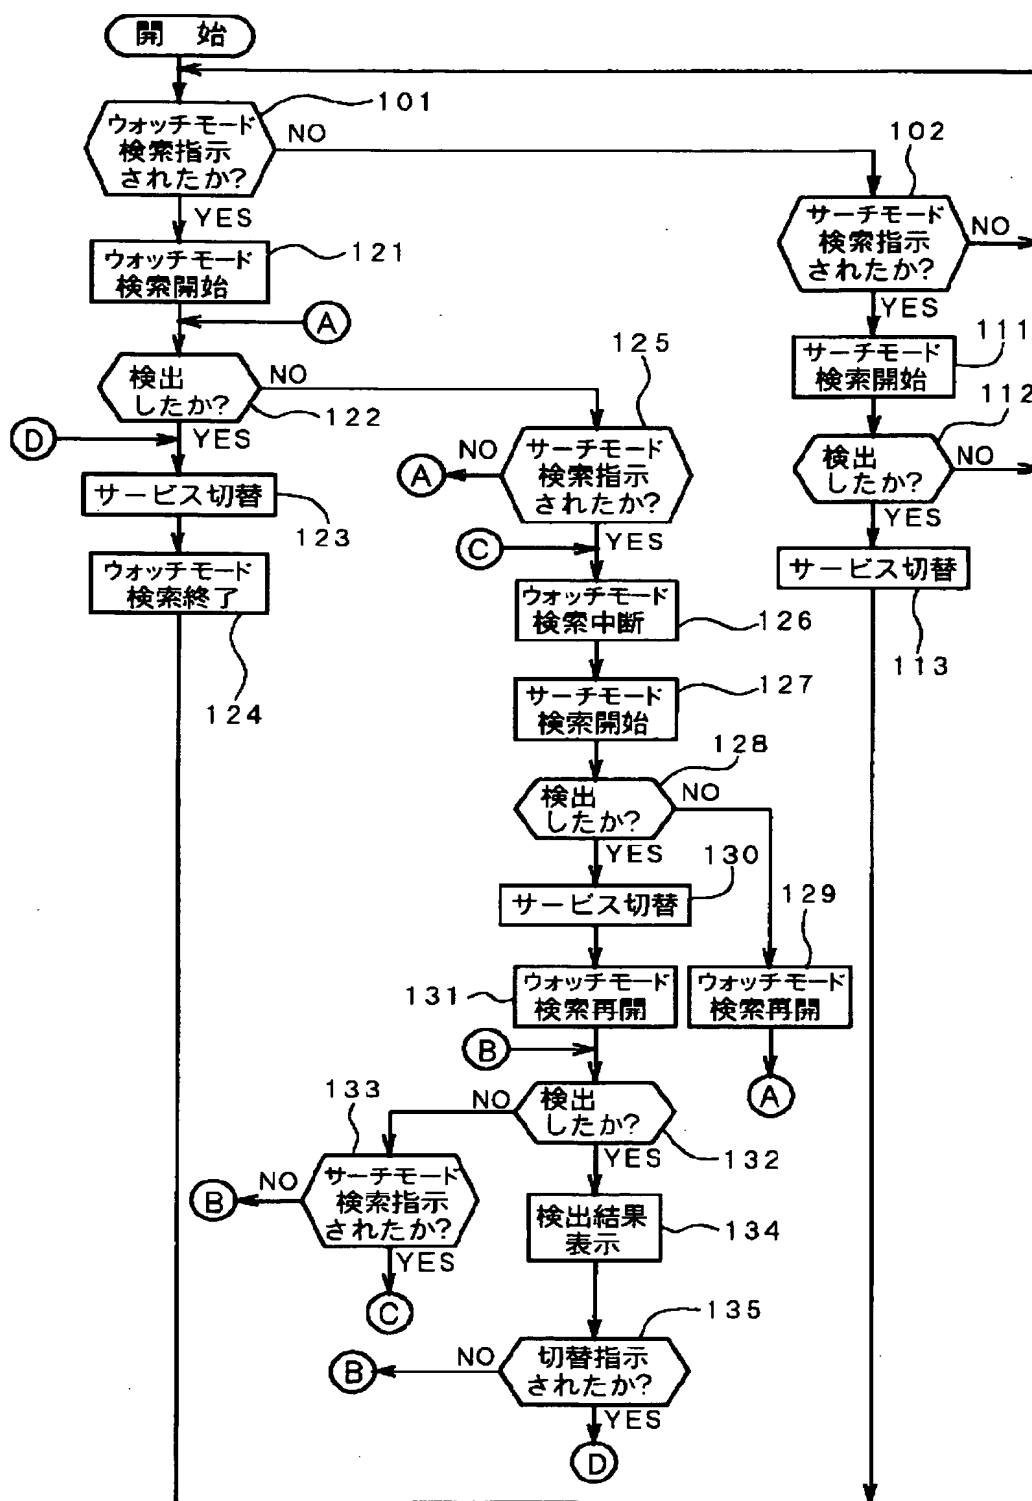 開 始
101
ウォッチモード
検索指示
されたか?
NO
YES
102
サーチモード
検索指示
されたか?
NO
YES
121
ウォッチモード
検索開始
A
111
サーチモード
検索開始
122
検出
したか?
NO
YES
125
サーチモード
検索指示
されたか?
NO
A
YES
112
検出
したか?
NO
YES
D
サービス切替
123
C
サービス切替
113
ウォッチモード
検索終了
124
ウォッチモード
検索中断
126
サーチモード
検索開始
127
128
検出
したか?
NO
YES
サービス切替
130
129
ウォッチモード
検索再開
131
ウォッチモード
検索再開
B
A
検出
したか?
NO
132
YES
133
サーチモード
検索指示
されたか?
NO
B
YES
C
検出結果
表示
134
135
切替指示
されたか?
NO
B
YES
D